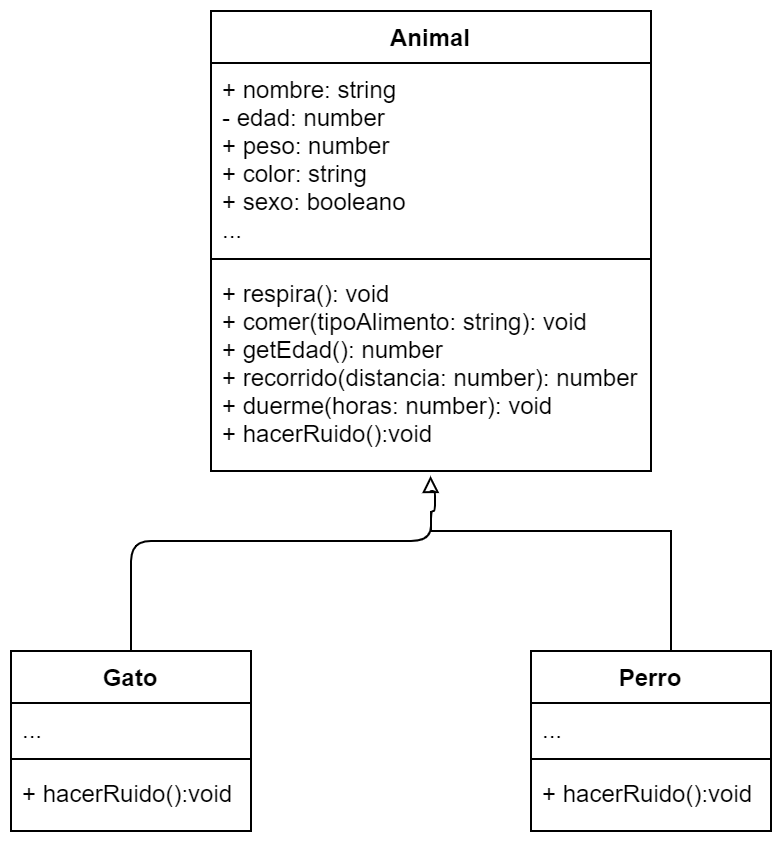 Animal
+ nombre: string
- edad: number
+ peso: number
+ color: string
+ sexo: booleano
...
+ respira(): void
+ comer(tipoAlimento: string): void
+ getEdad(): number
+ recorrido(distancia: number): number
+ duerme(horas: number): void
+ hacerRuido():void
Gato
...
+ hacerRuido():void
Perro
...
+ hacerRuido():void